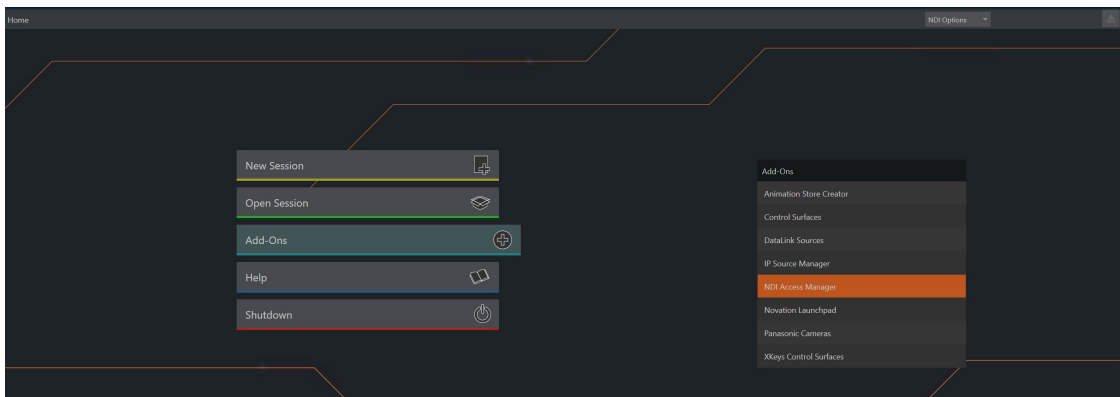 Home
NDI Options
New Session
Open Session
Add-Ons
Help
Shutdown
Add-Ons
Animation Store Creator
Control Surfaces
DataLink Sources
IP Source Manager
NDI Access Manager
Novation Launchpad
Panasonic Cameras
XKeys Control Surfaces